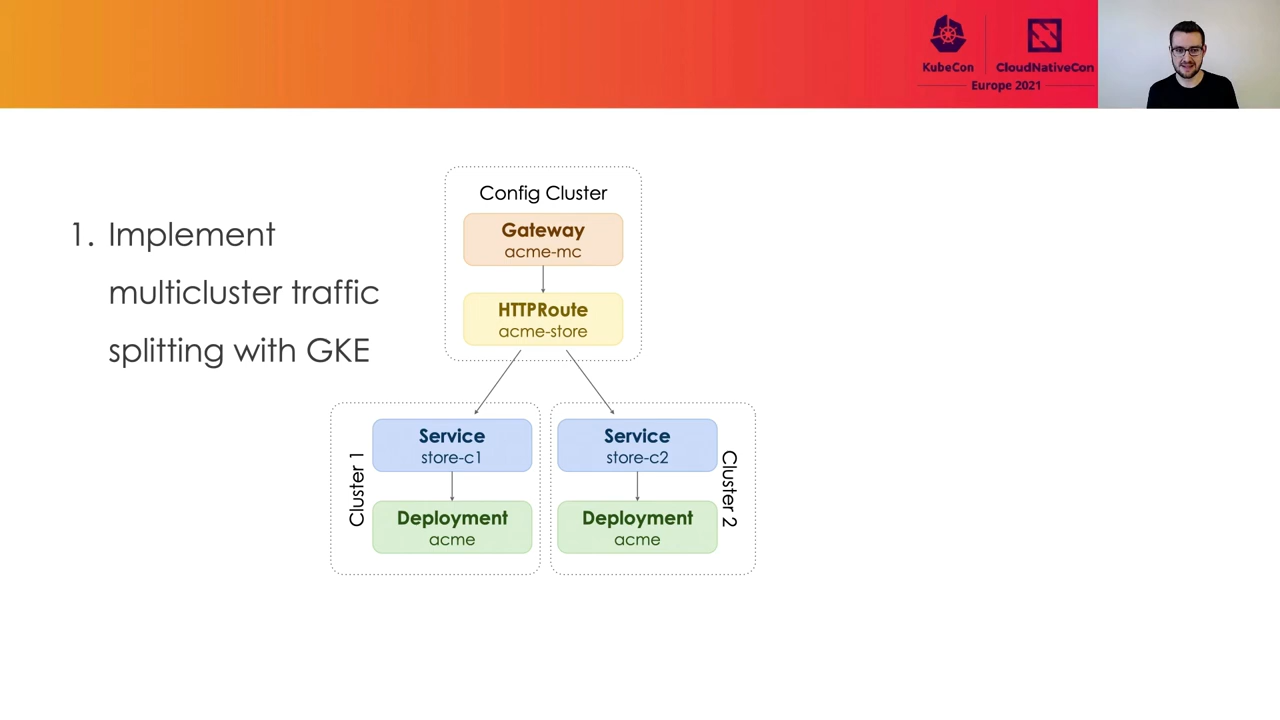 KubeCon
CloudNativeCon
Europe 2021
1. Implement
multicluster traffic
splitting with GKE
Config Cluster
Gateway
acme-mc
HTTPRoute
acme-store
Cluster 1
Service
store-c1
Deployment
acme
Service
store-c2
Deployment
acme
Cluster 2